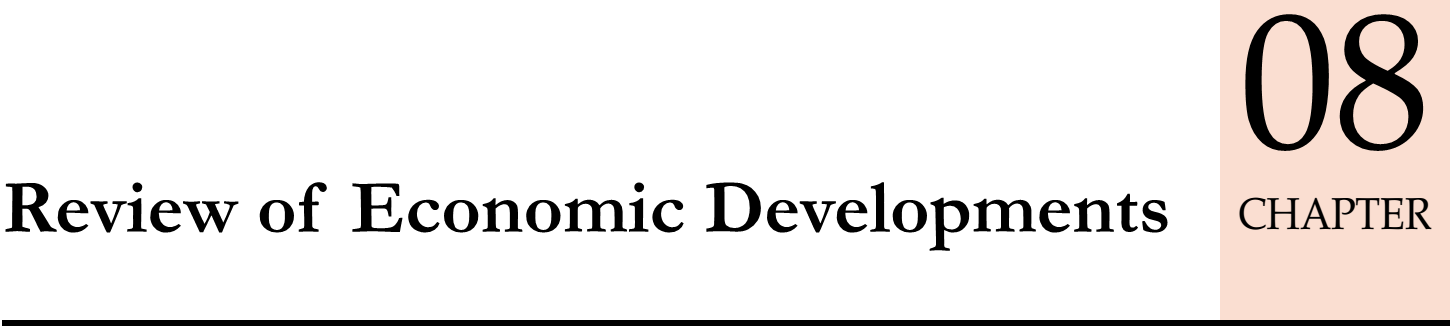 08
Review of Economic Developments
CHAPTER